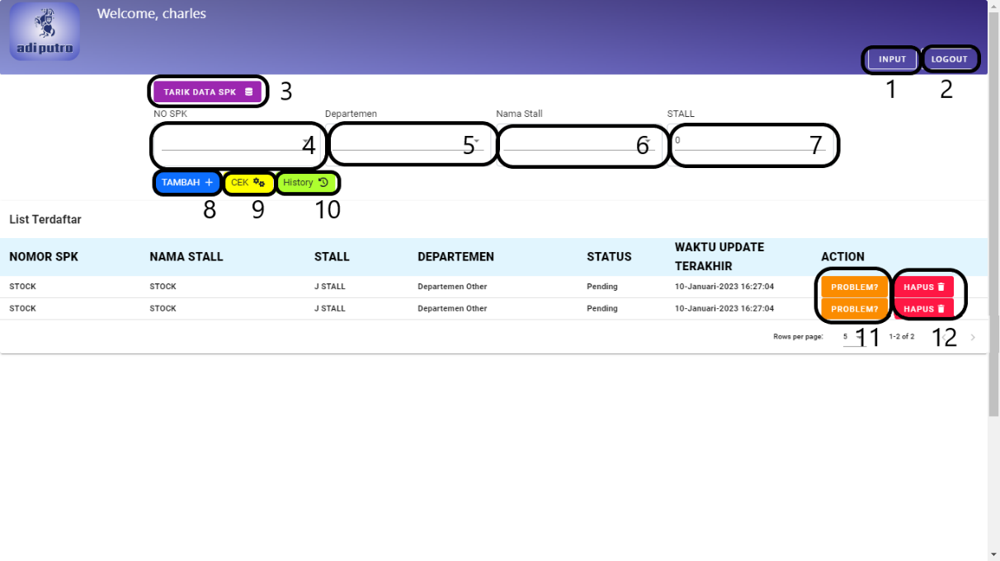 Welcome, charles
adiputro
INPUT
LOGOUT
1
2
TARIK DATA SPK
3
NO SPK
Departemen
Nama Stall
STALL
4
5
6
0
7
TAMBAH +
CEK
History
8
9
10
List Terdaftar
NOMOR SPK
NAMA STALL
STALL
DEPARTEMEN
STATUS
WAKTU UPDATE
TERAKHIR
ACTION
STOCK
STOCK
J STALL
Departemen Other
Pending
10-Januari-2023 16:27:04
PROBLEM?
HAPUS
STOCK
STOCK
J STALL
Departemen Other
Pending
10-Januari-2023 16:27:04
PROBLEM?
HAPUS
Rows per page:
5
11
1-2 of 2
12